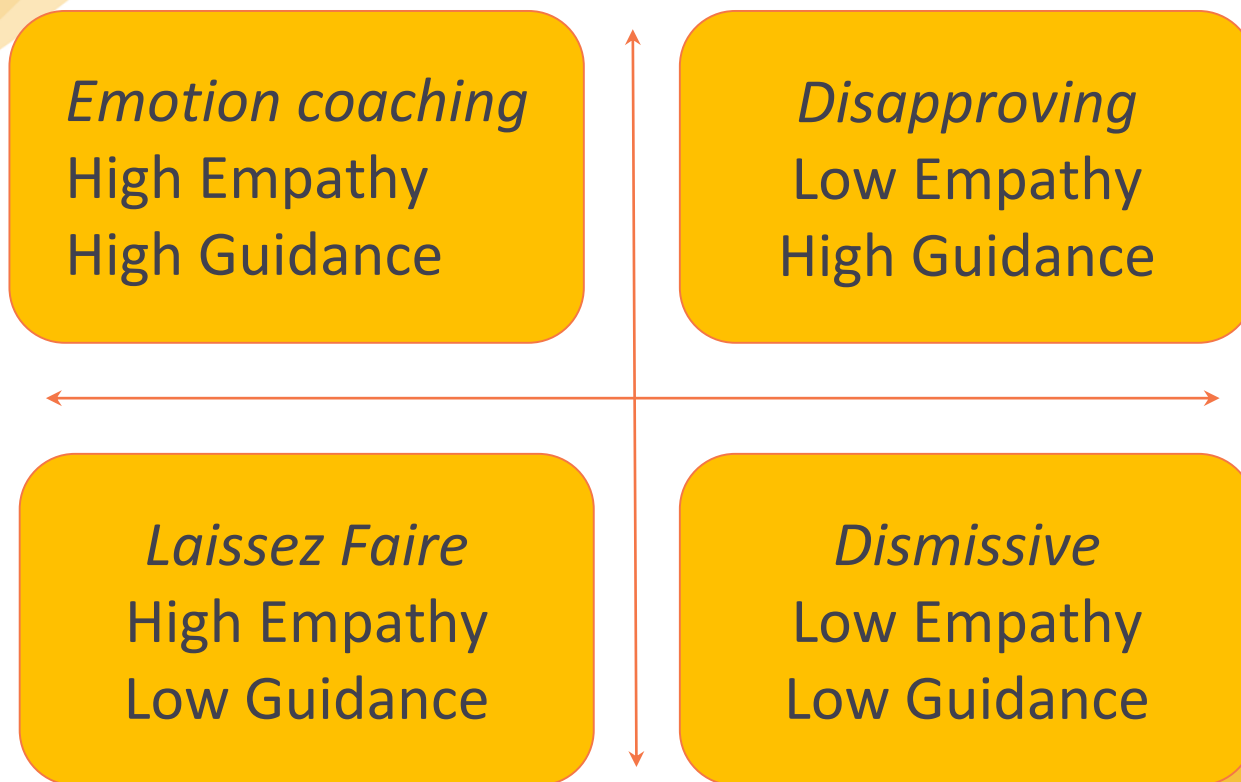 Emotion coaching
High Empathy
High Guidance
Disapproving
Low Empathy
High Guidance
Laissez Faire
High Empathy
Low Guidance
Dismissive
Low Empathy
Low Guidance